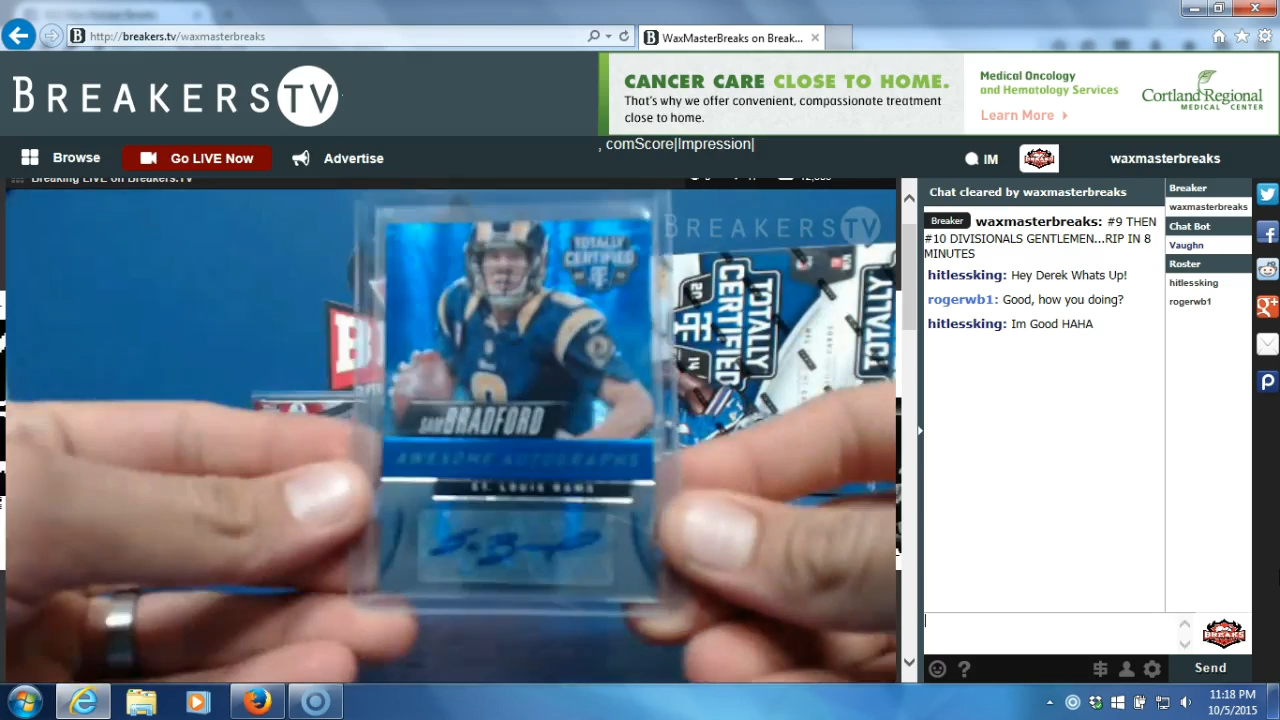 http://breakers.tv/waxmasterbreaks
WaxMasterBreaks on Break...
BREAKERS TV
CANCER CARE CLOSE TO HOME.
That's why we offer convenient, compassionate treatment
close to home.
Medical Oncology
and Hematology Services
Learn More
Cortland Regional
MEDICAL CENTER
, comScore|Impression|
Browse
Go LIVE Now
Advertise
IM
waxmasterbreaks
Breaking LIVE on Breakers.TV
BREAKERS TV
TOTALLY
CERTIFIED
SAM BRADFORD
AWESOME AUTOGRAPHS
ST. LOUIS RAMS
TOTALLY
CERTIFIED
TOTALLY
Chat cleared by waxmasterbreaks
Breaker waxmasterbreaks: #9 THEN
#10 DIVISIONALS GENTLEMEN...RIP IN 8
MINUTES
hitlessking: Hey Derek Whats Up!
rogerwb1: Good, how you doing?
hitlessking: Im Good HAHA
Breaker
waxmasterbreaks
Chat Bot
Vaughn
Roster
hitlessking
rogerwb1
BREAKS
Send
11:18 PM
10/5/2015